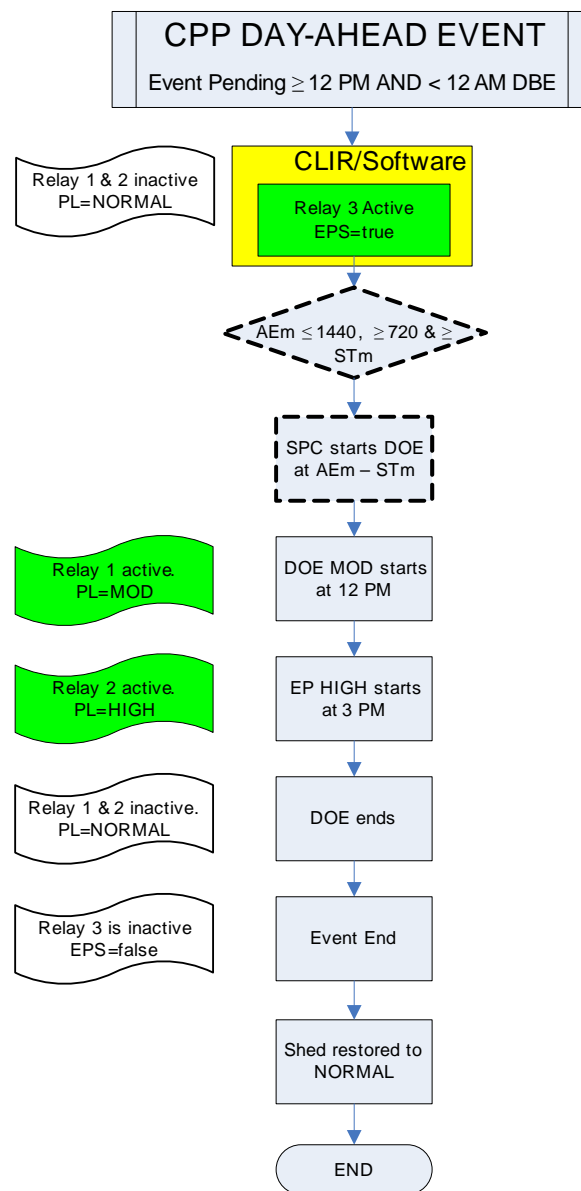 CPP DAY-AHEAD EVENT
Event Pending ≥ 12 PM AND < 12 AM DBE
Relay 1 & 2 inactive
PL=NORMAL
CLIR/Software
Relay 3 Active
EPS=true
AEm ≤ 1440, ≥ 720 & ≥
STm
SPC starts DOE
at AEm – STm
Relay 1 active.
PL=MOD
DOE MOD starts
at 12 PM
Relay 2 active.
PL=HIGH
EP HIGH starts
at 3 PM
Relay 1 & 2 inactive.
PL=NORMAL
DOE ends
Relay 3 is inactive
EPS=false
Event End
Shed restored to
NORMAL
END